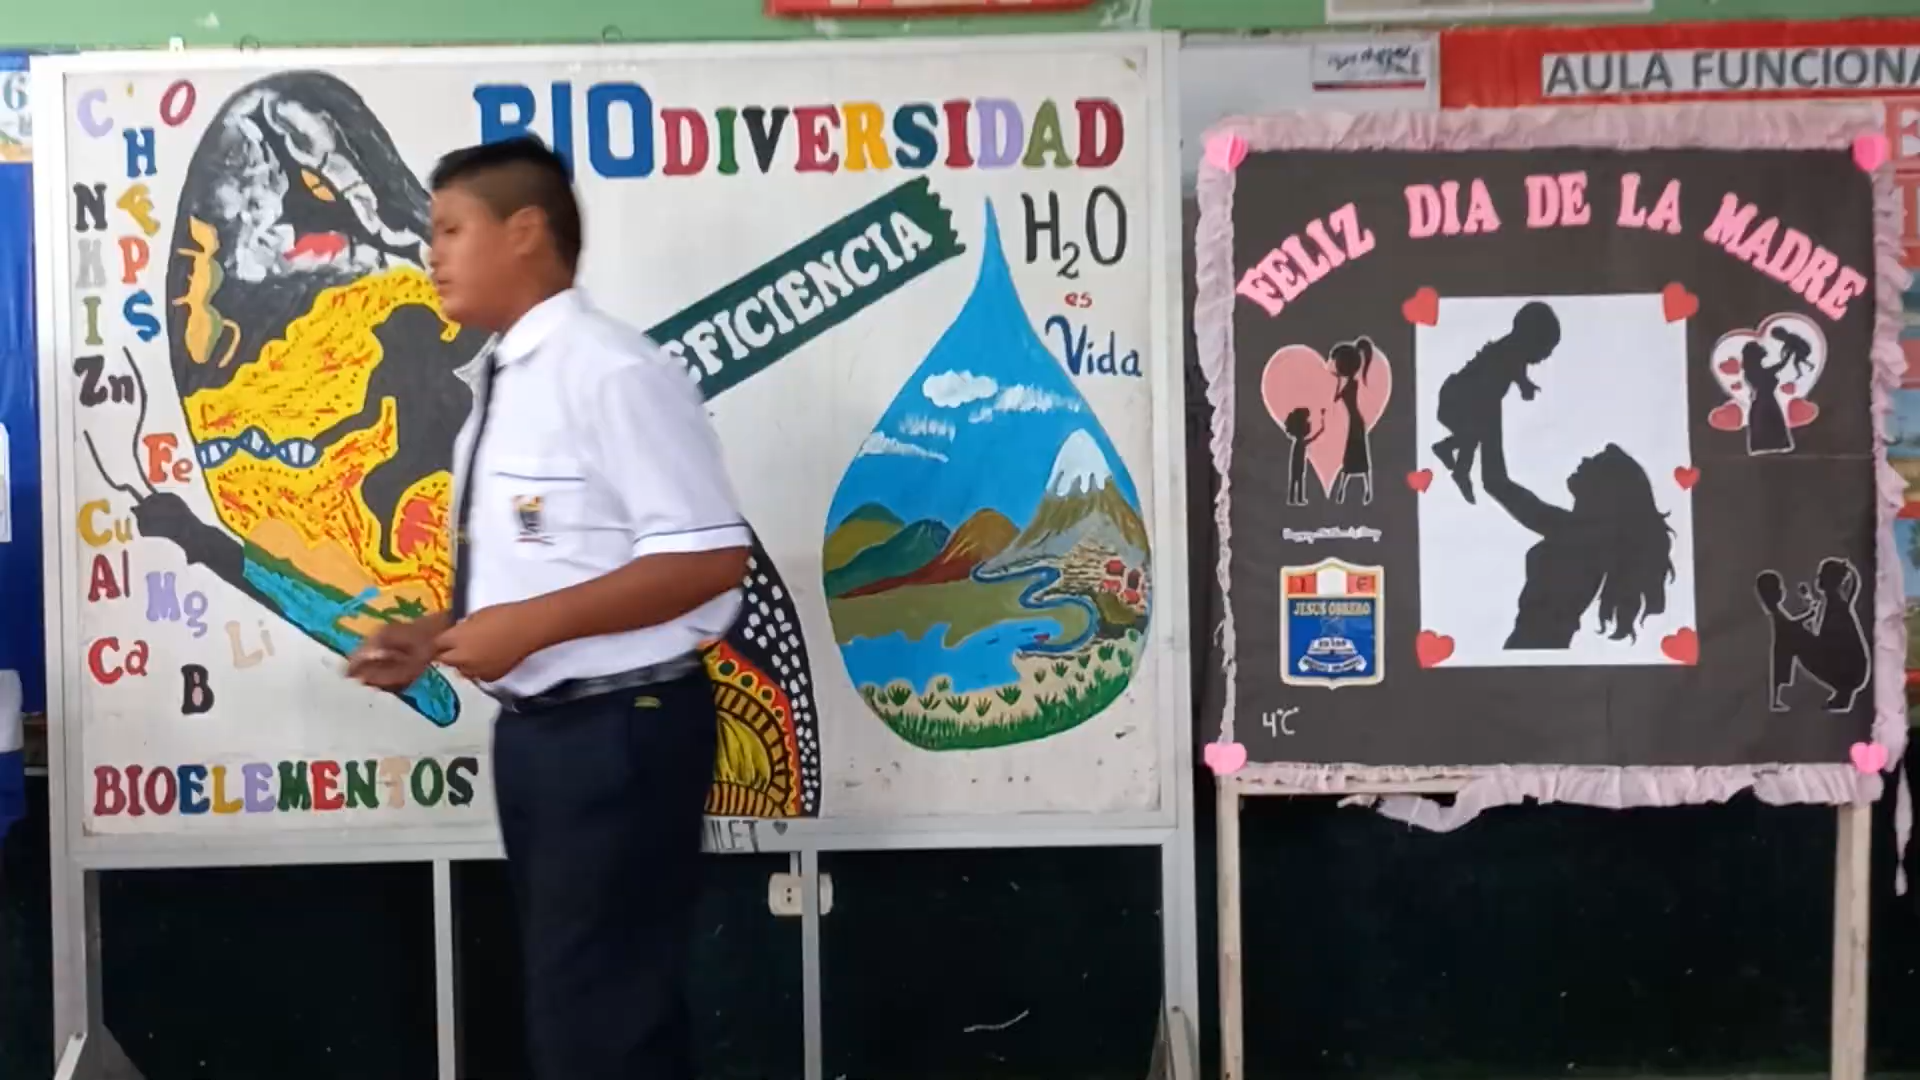 C O
H
N F
P
K
I S
Zn
Fe
Cu
Al
Mg
Li
Ca
B
BIOELEMENTOS
BIODIVERSIDAD
EFICIENCIA
H₂O
es
Vida
AULA FUNCIONA
FELIZ DIA DE LA MADRE
I E
JESUS OBRERO
4°C
6